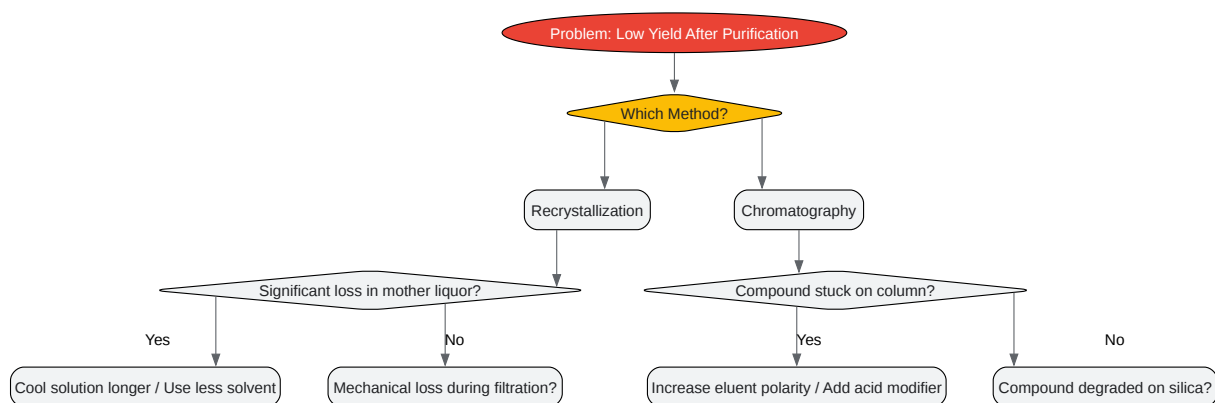 Problem: Low Yield After Purification
Which Method?
Recrystallization
Chromatography
Significant loss in mother liquor?
Compound stuck on column?
Yes
No
Yes
No
Cool solution longer / Use less solvent
Mechanical loss during filtration?
Increase eluent polarity / Add acid modifier
Compound degraded on silica?